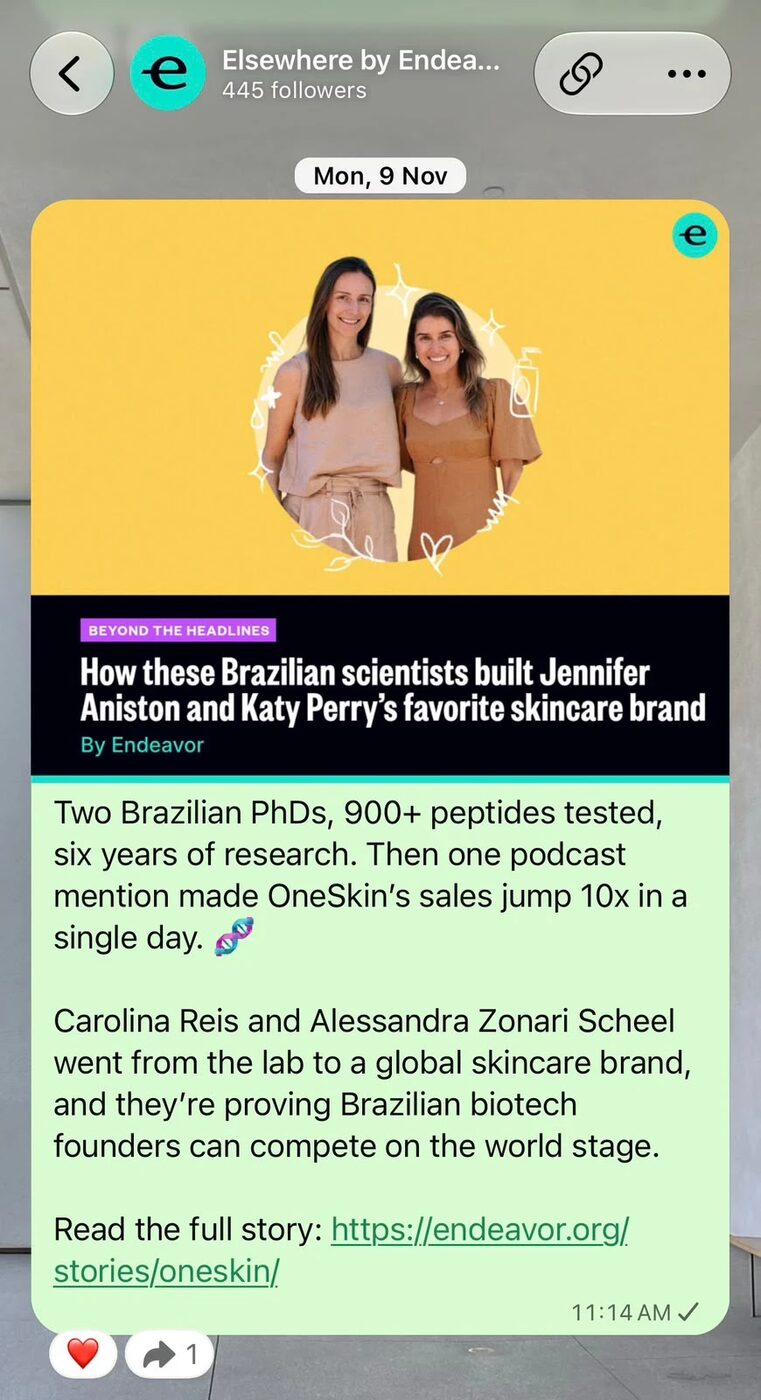 Elsewhere by Endea...
445 followers
Mon, 9 Nov
e
BEYOND THE HEADLINES
How these Brazilian scientists built Jennifer
Aniston and Katy Perry’s favorite skincare brand
By Endeavor
Two Brazilian PhDs, 900+ peptides tested,
six years of research. Then one podcast
mention made OneSkin’s sales jump 10x in a
single day. 🧬
Carolina Reis and Alessandra Zonari Scheel
went from the lab to a global skincare brand,
and they’re proving Brazilian biotech
founders can compete on the world stage.
Read the full story: https://endeavor.org/
stories/oneskin/
11:14 AM ✓
❤️ 1